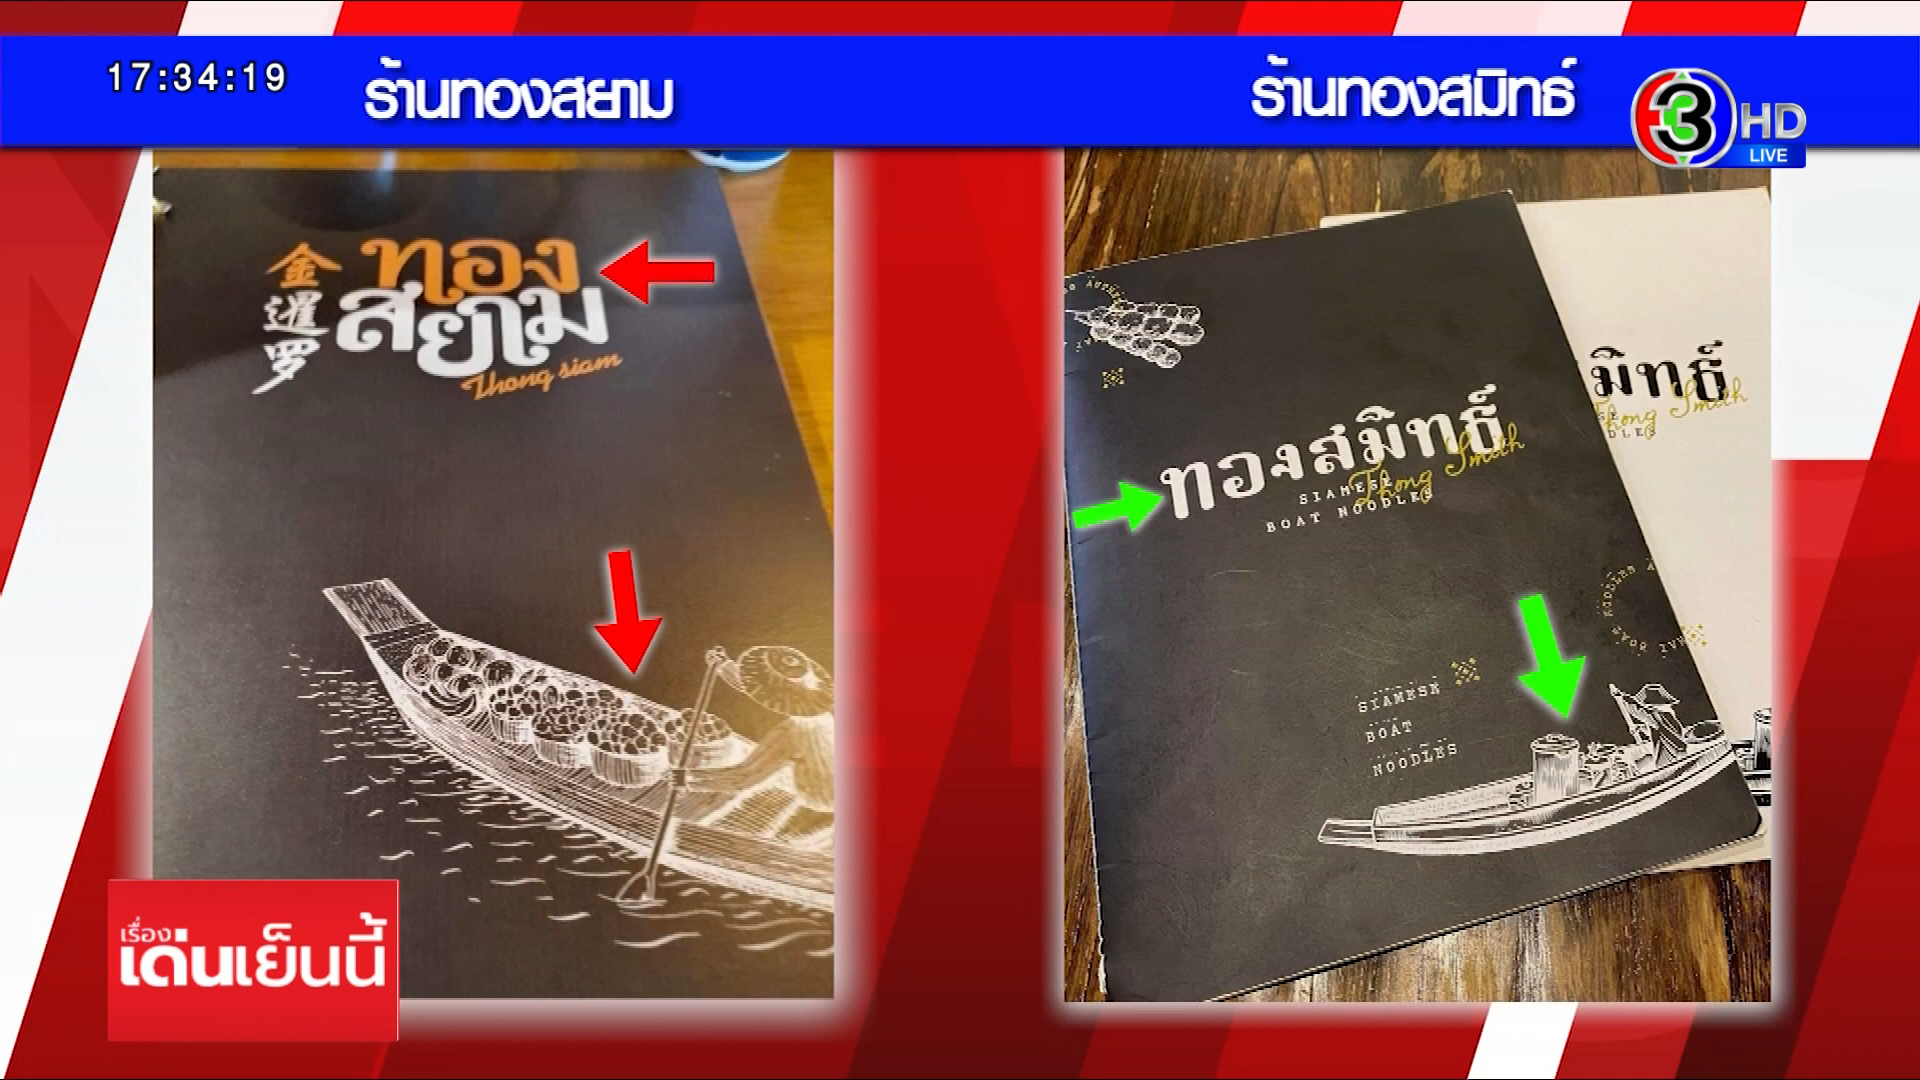 17:34:19
ร้านทองสยาม
ร้านทองสมิทธ์
3 HD
LIVE
金暹罗
ทอง
สยาม
Thong siam
ทองสมิทธ์
Thong Smith
SIAMESE
BOAT NOODLES
SIAMESE
BOAT
NOODLES
มิทธ์
Thong Smith
เรื่อง
เด่นเย็นนี้